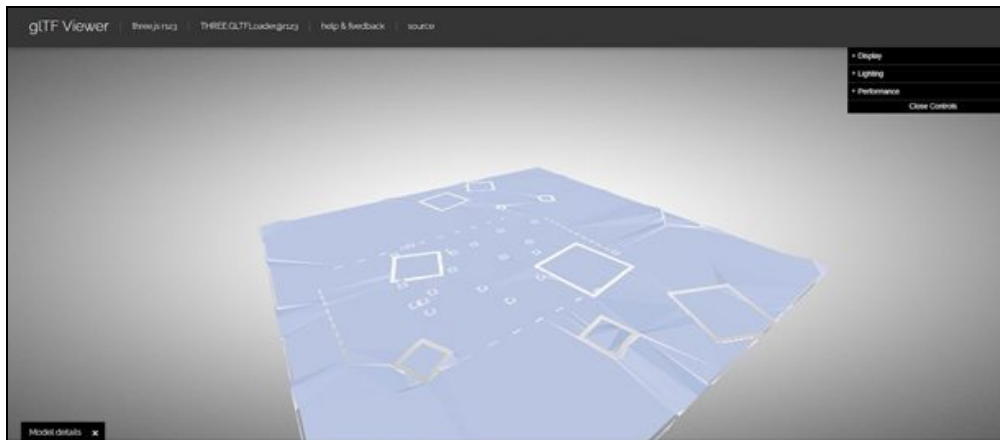 glTF Viewer three.js r123 THREE.GLTFLoader@r123 help & feedback source
Display
Lighting
Performance
Close Controls
Model details x